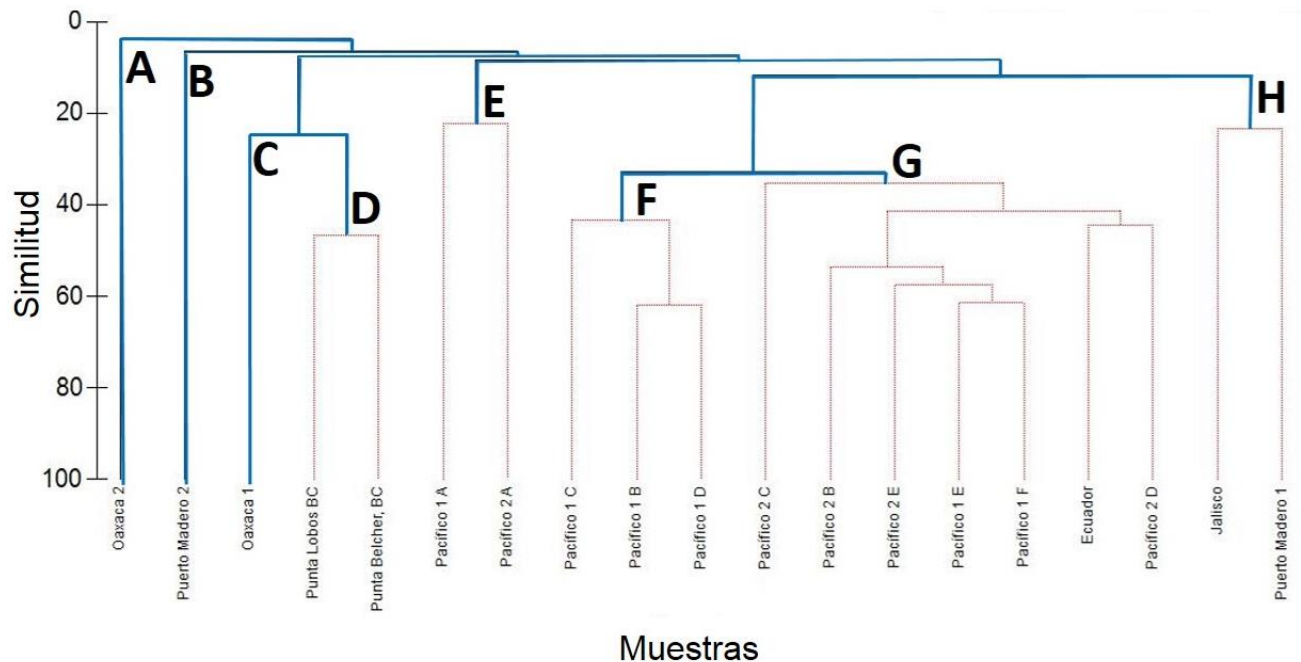 0
20
40
60
80
100
Similitud
A
B
C
D
E
F
G
H
Oaxaca 2
Puerto Madero 2
Oaxaca 1
Punta Lobos BC
Punta Belcher, BC
Pacífico 1 A
Pacífico 2 A
Pacífico 1 C
Pacífico 1 B
Pacífico 1 D
Pacífico 2 C
Pacífico 2 B
Pacífico 2 E
Pacífico 1 E
Pacífico 1 F
Ecuador
Pacífico 2 D
Jalisco
Puerto Madero 1
Muestras